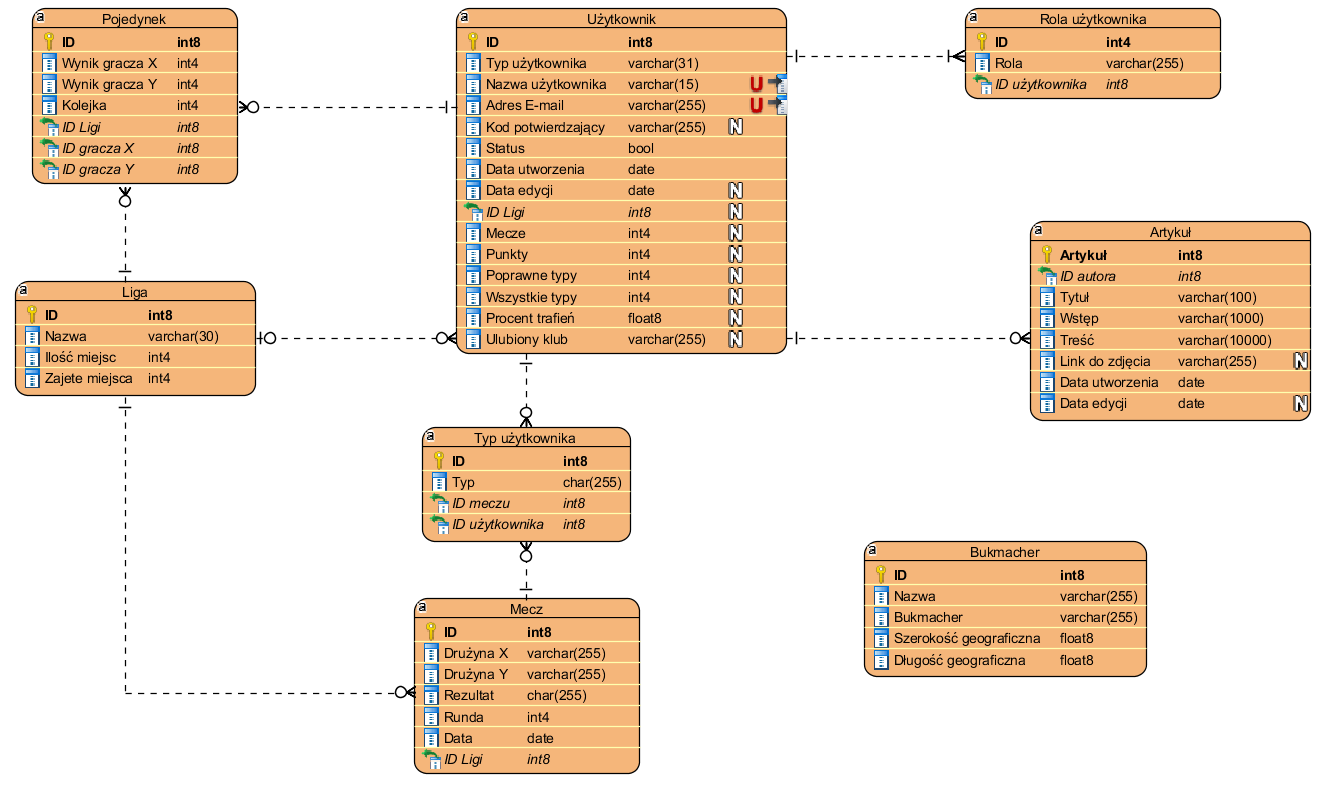 Pojedynek
ID int8
Wynik gracza X int4
Wynik gracza Y int4
Kolejka int4
ID Ligi int8
ID gracza X int8
ID gracza Y int8
Użytkownik
ID int8
Typ użytkownika varchar(31)
Nazwa użytkownika varchar(15) U
Adres E-mail varchar(255) U
Kod potwierdzający varchar(255) N
Status bool
Data utworzenia date
Data edycji date N
ID Ligi int8 N
Mecze int4 N
Punkty int4 N
Poprawne typy int4 N
Wszystkie typy int4 N
Procent trafień float8 N
Ulubiony klub varchar(255) N
Rola użytkownika
ID int4
Rola varchar(255)
ID użytkownika int8
Artykuł
Artykuł int8
ID autora int8
Tytuł varchar(100)
Wstęp varchar(1000)
Treść varchar(10000)
Link do zdjęcia varchar(255) N
Data utworzenia date
Data edycji date N
Liga
ID int8
Nazwa varchar(30)
Ilość miejsc int4
Zajete miejsca int4
Typ użytkownika
ID int8
Typ char(255)
ID meczu int8
ID użytkownika int8
Mecz
ID int8
Drużyna X varchar(255)
Drużyna Y varchar(255)
Rezultat char(255)
Runda int4
Data date
ID Ligi int8
Bukmacher
ID int8
Nazwa varchar(255)
Bukmacher varchar(255)
Szerokość geograficzna float8
Długość geograficzna float8